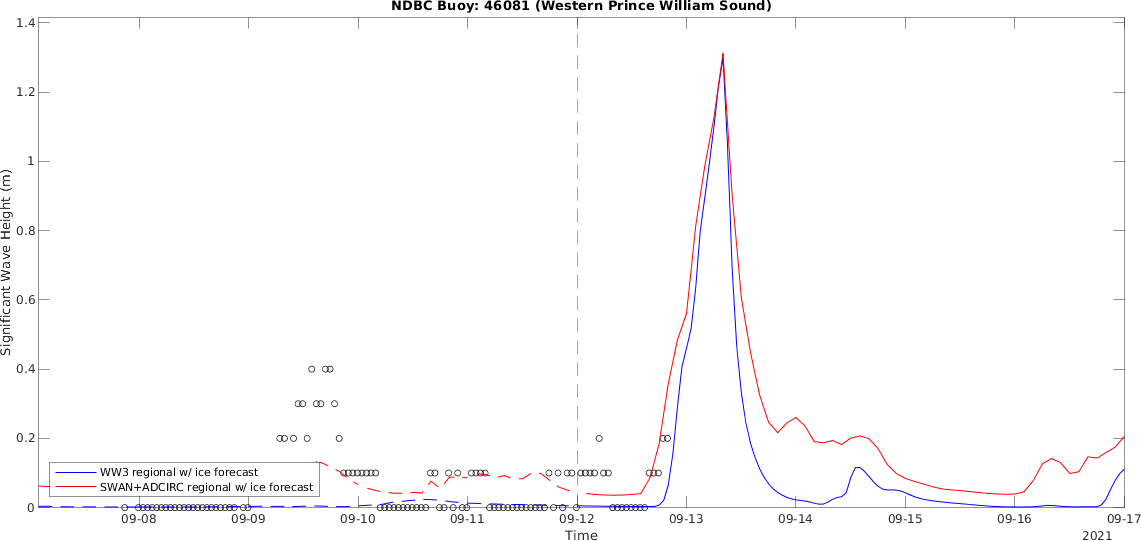 NDBC Buoy: 46081 (Western Prince William Sound)
1.4
1.2
1
0.8
0.6
0.4
0.2
0
Significant Wave Height (m)
WW3 regional w/ ice forecast
SWAN+ADCIRC regional w/ ice forecast
09-08 09-09 09-10 09-11 09-12 09-13 09-14 09-15 09-16 09-17
Time
2021